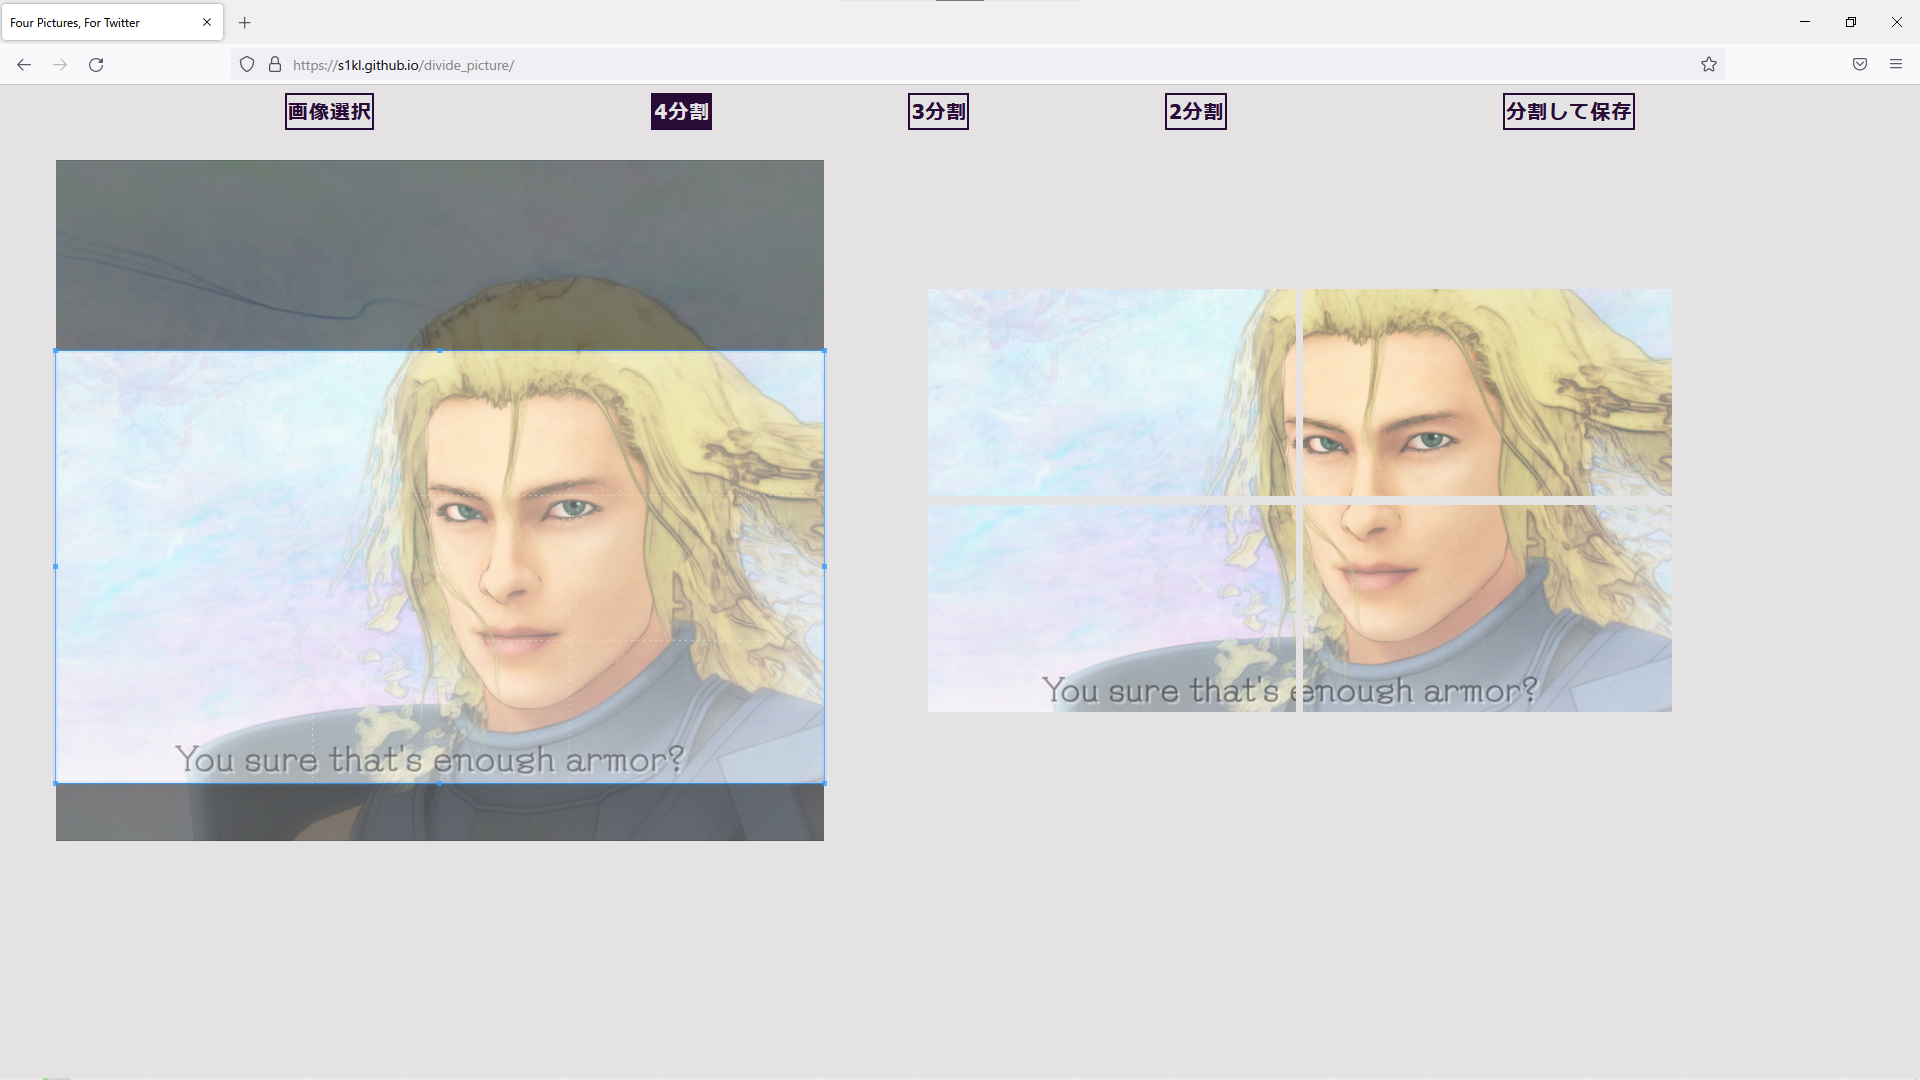 Four Pictures, For Twitter
https://s1kl.github.io/divide_picture/
画像選択
4分割
3分割
2分割
分割して保存
You sure that's enough armor?
You sure that's e
enough armor?